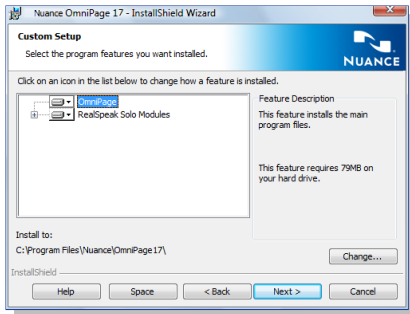 Nuance OmniPage 17 - InstallShield Wizard
Custom Setup
Select the program features you want installed.
NUANCE
Click on an icon in the list below to change how a feature is installed.
OmniPage
RealSpeak Solo Modules
Feature Description
This feature installs the main
program files.
This feature requires 79MB on
your hard drive.
Install to:
C:\Program Files\Nuance\OmniPage17\
Change...
InstallShield
Help
Space
< Back
Next >
Cancel